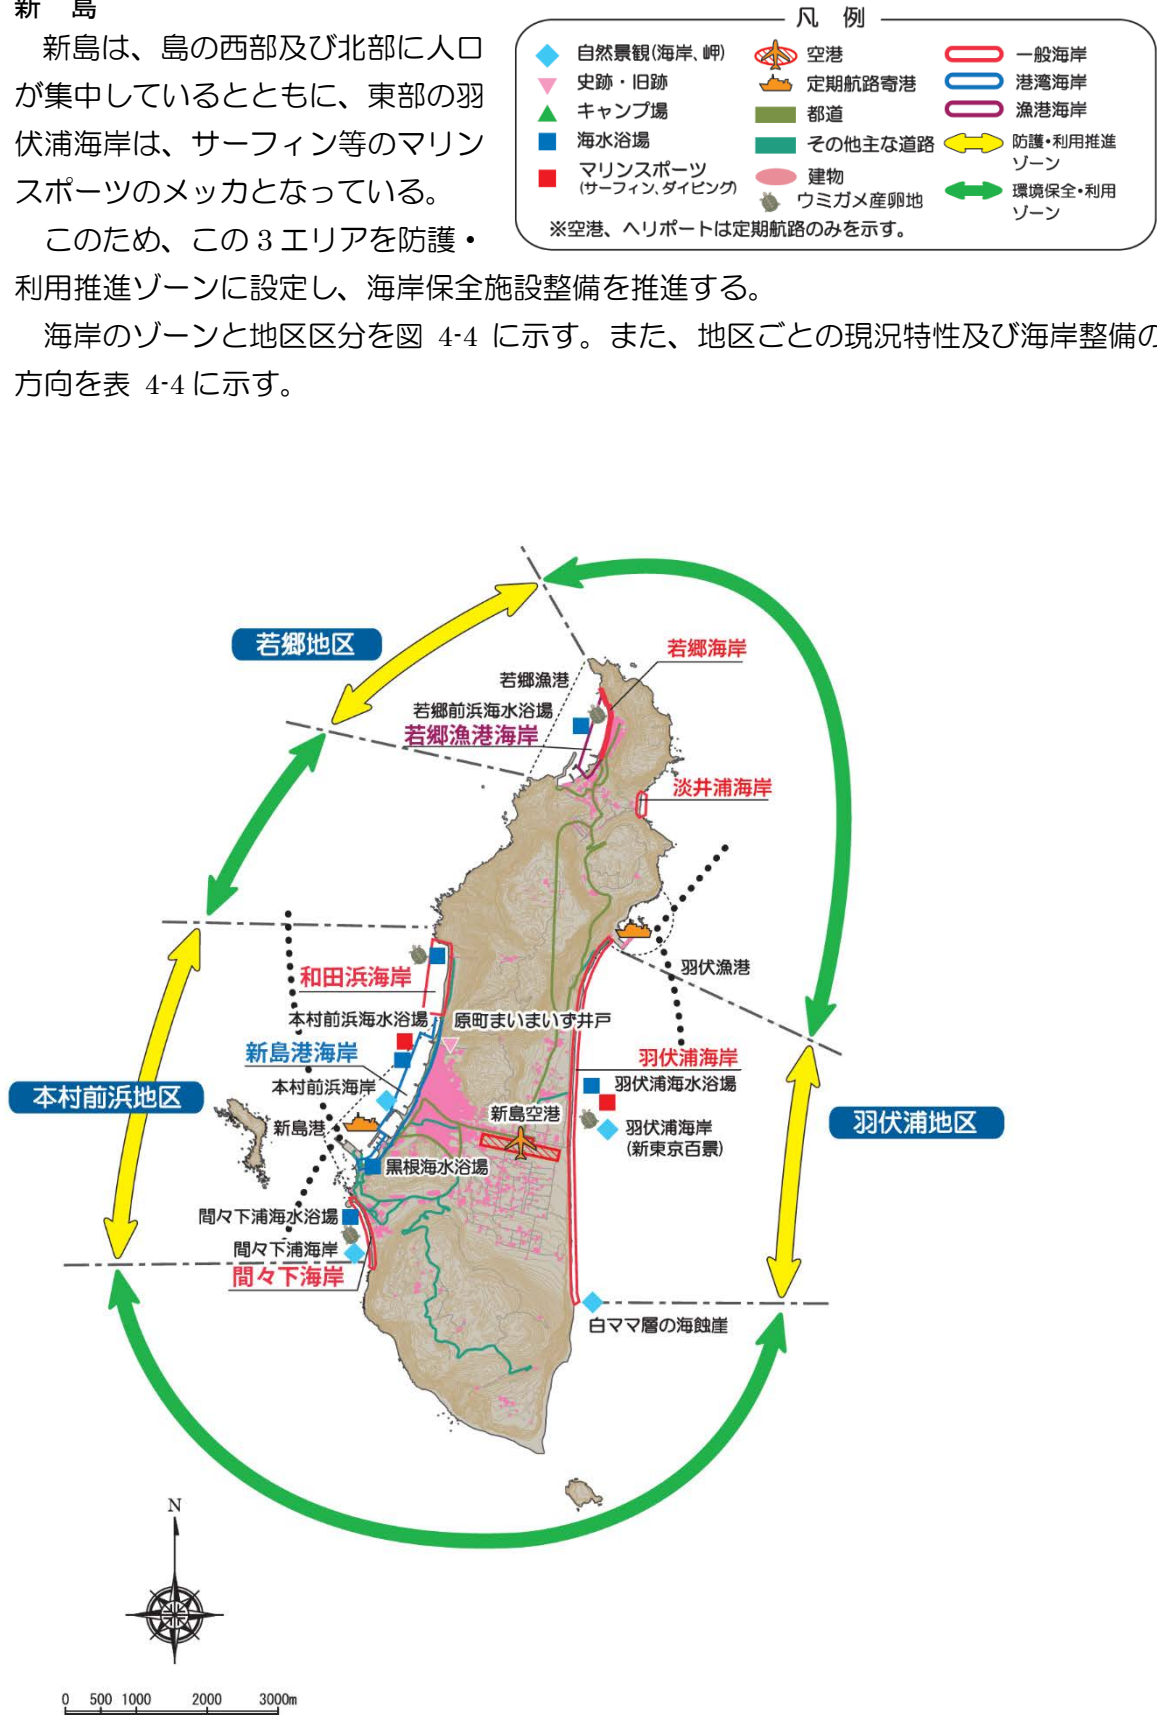 新 島
新島は、島の西部及び北部に人口
が集中しているとともに、東部の羽
伏浦海岸は、サーフィン等のマリン
スポーツのメッカとなっている。
このため、この 3 エリアを防護・
利用推進ゾーンに設定し、海岸保全施設整備を推進する。
海岸のゾーンと地区区分を図 4-4 に示す。また、地区ごとの現況特性及び海岸整備の
方向を表 4-4 に示す。
凡 例
自然景観(海岸、岬)
史跡・旧跡
キャンプ場
海水浴場
マリンスポーツ
(サーフィン、ダイビング)
空港
定期航路寄港
都道
その他主な道路
建物
ウミガメ産卵地
一般海岸
港湾海岸
漁港海岸
防護・利用推進
ゾーン
環境保全・利用
ゾーン
※空港、ヘリポートは定期航路のみを示す。
若郷地区
若郷海岸
若郷漁港
若郷前浜海水浴場
若郷漁港海岸
淡井浦海岸
羽伏漁港
和田浜海岸
本村前浜海水浴場
原町まいまいず井戸
新島港海岸
羽伏浦海岸
本村前浜海岸
羽伏浦海水浴場
本村前浜地区
新島港
新島空港
羽伏浦海岸
(新東京百景)
羽伏浦地区
黒根海水浴場
間々下浦海水浴場
間々下浦海岸
間々下海岸
白ママ層の海蝕崖
N
0 500 1000 2000 3000m